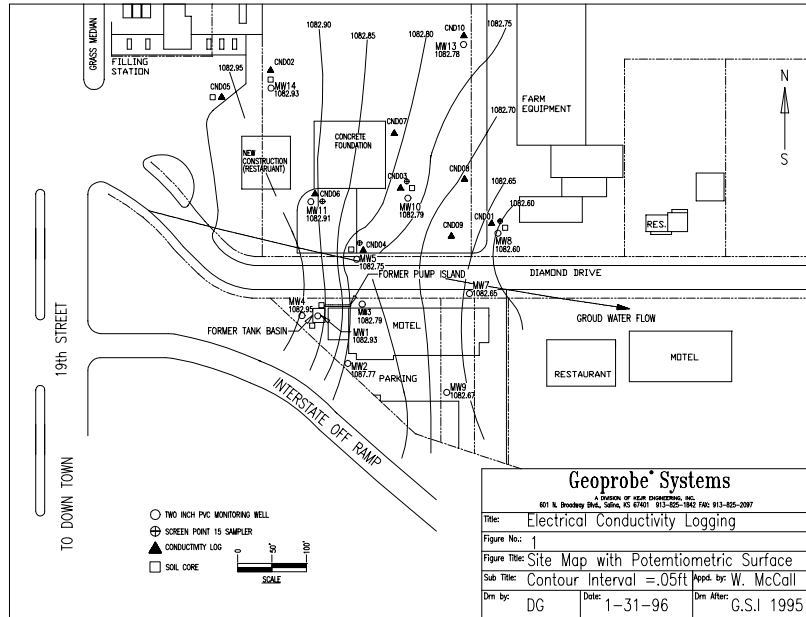 GRASS MEDIAN
FILLING
STATION
1082.95
CND05
CND02
MW14
1082.93
1082.90
1082.85
1082.80
CND10
MW13
1082.78
1082.75
1082.70
FARM
EQUIPMENT
N
S
NEW
CONSTRUCTION
(RESTUARANT)
CONCRETE
FOUNDATION
CND07
CND03
MW10
1082.79
CND08
1082.65
1082.60
CND06
MW11
1082.91
CND09
CND01
MW8
1082.60
RES.
CND04
MW5
1082.75
FORMER PUMP ISLAND
DIAMOND DRIVE
MW7
1082.65
GROUD WATER FLOW
MW4
1082.95
FORMER TANK BASIN
MW1
1082.93
MW3
1082.79
MOTEL
MW2
1087.77
PARKING
MW9
1082.67
RESTAURANT
MOTEL
19th STREET
TO DOWN TOWN
INTERSTATE OFF RAMP
TWO INCH PVC MONITORING WELL
SCREEN POINT 15 SAMPLER
CONDUCTIVITY LOG
SOIL CORE
0 50' 100'
SCALE
Geoprobe® Systems
A DIVISION OF KEJR ENGINEERING, INC.
601 N. Broadway Blvd., Salina, KS 67401 913-825-1842 FAX: 913-825-2097
Title: Electrical Conductivity Logging
Figure No.: 1
Figure Title: Site Map with Potemtiometric Surface
Sub Title: Contour Interval =.05ft Appd. by: W. McCall
Drn by: DG Date: 1-31-96 Drn After: G.S.I 1995